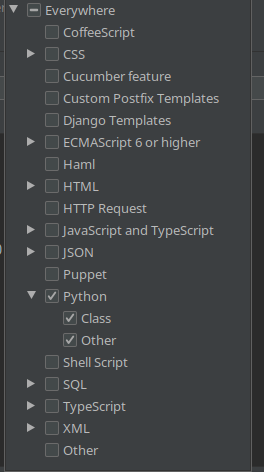 Everywhere
CoffeeScript
CSS
Cucumber feature
Custom Postfix Templates
Django Templates
ECMAScript 6 or higher
Haml
HTML
HTTP Request
JavaScript and TypeScript
JSON
Puppet
Python
Class
Other
Shell Script
SQL
TypeScript
XML
Other